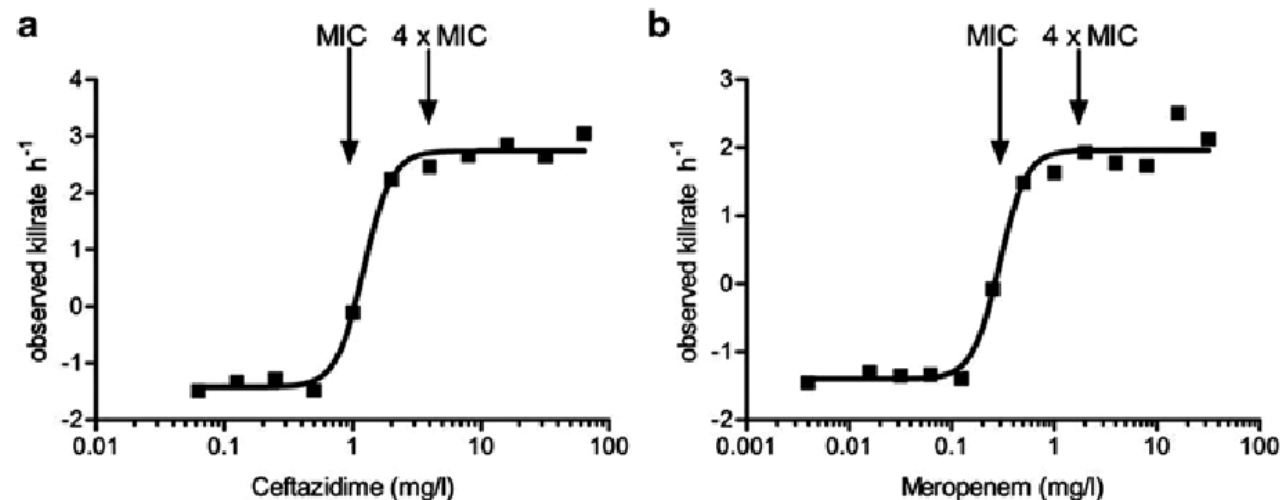 a
MIC 4 x MIC
observed killrate h-1
4
3
2
1
0
-1
-2
0.01 0.1 1 10 100
Ceftazidime (mg/l)
b
MIC 4 x MIC
observed killrate h-1
3
2
1
0
-1
-2
0.001 0.01 0.1 1 10 100
Meropenem (mg/l)